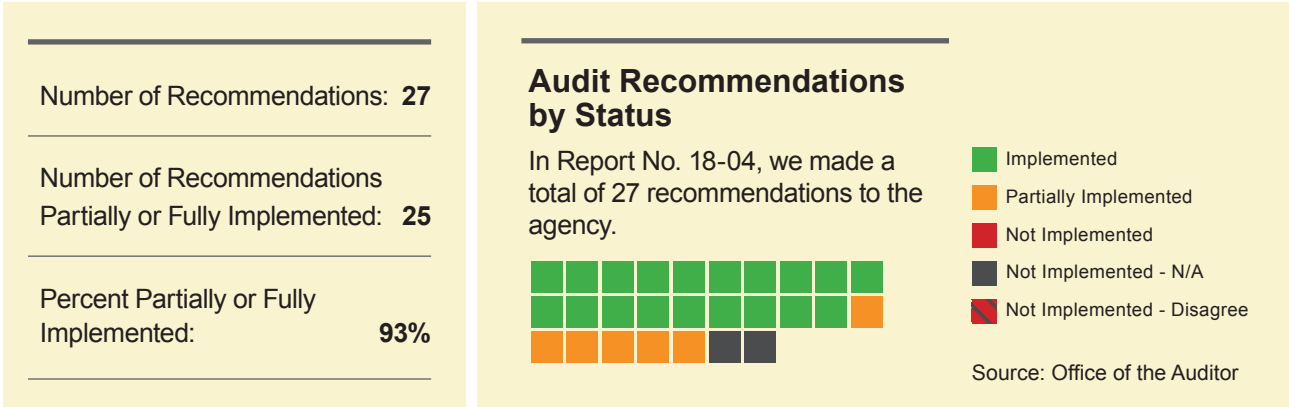 Number of Recommendations: 27
Number of Recommendations
Partially or Fully Implemented: 25
Percent Partially or Fully
Implemented: 93%
Audit Recommendations
by Status
In Report No. 18-04, we made a
total of 27 recommendations to the
agency.
Implemented
Partially Implemented
Not Implemented
Not Implemented - N/A
Not Implemented - Disagree
Source: Office of the Auditor